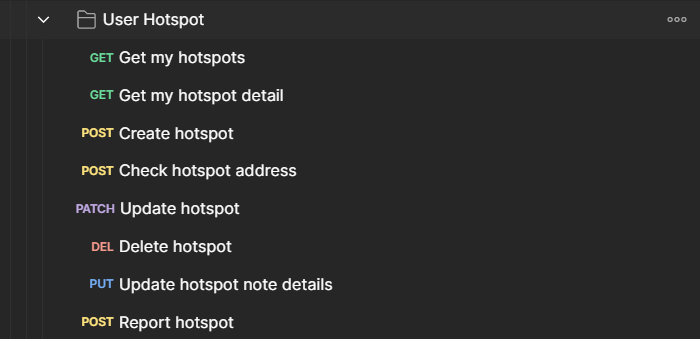 User Hotspot
GET Get my hotspots
GET Get my hotspot detail
POST Create hotspot
POST Check hotspot address
PATCH Update hotspot
DEL Delete hotspot
PUT Update hotspot note details
POST Report hotspot